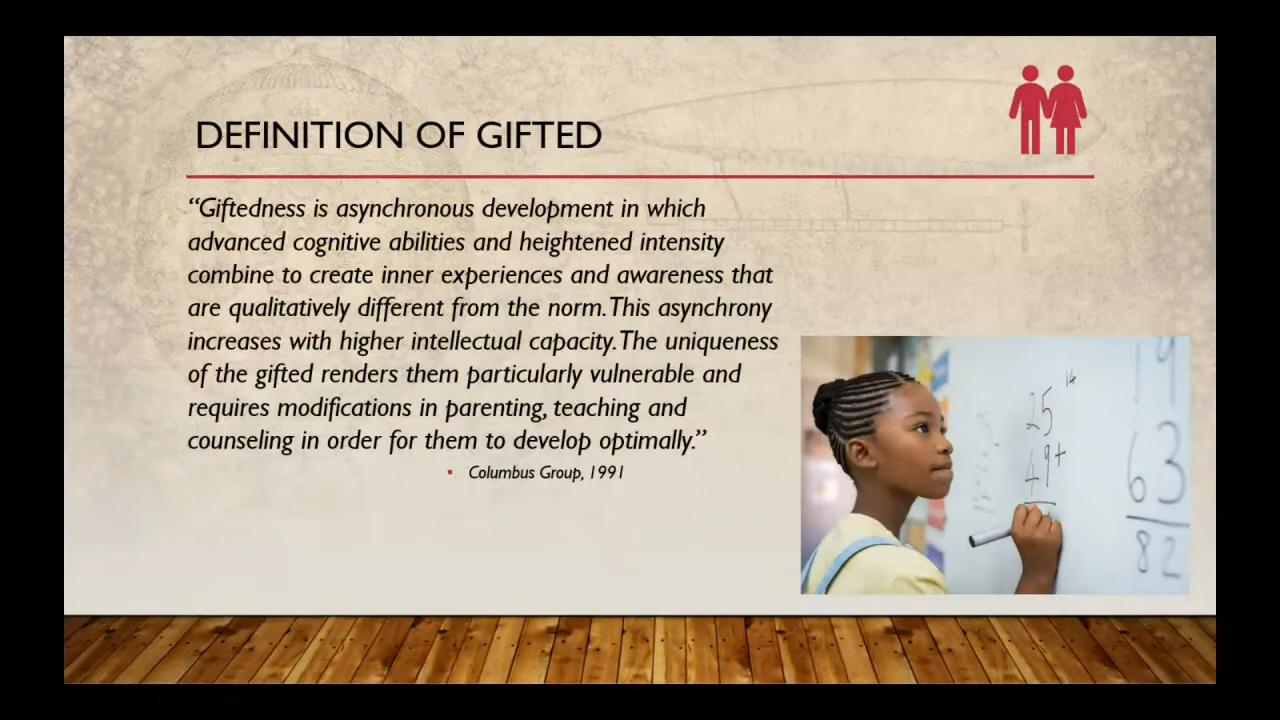 DEFINITION OF GIFTED
“Giftedness is asynchronous development in which
advanced cognitive abilities and heightened intensity
combine to create inner experiences and awareness that
are qualitatively different from the norm. This asynchrony
increases with higher intellectual capacity. The uniqueness
of the gifted renders them particularly vulnerable and
requires modifications in parenting, teaching and
counseling in order for them to develop optimally.”
• Columbus Group, 1991
14
25
49+
19
63
82